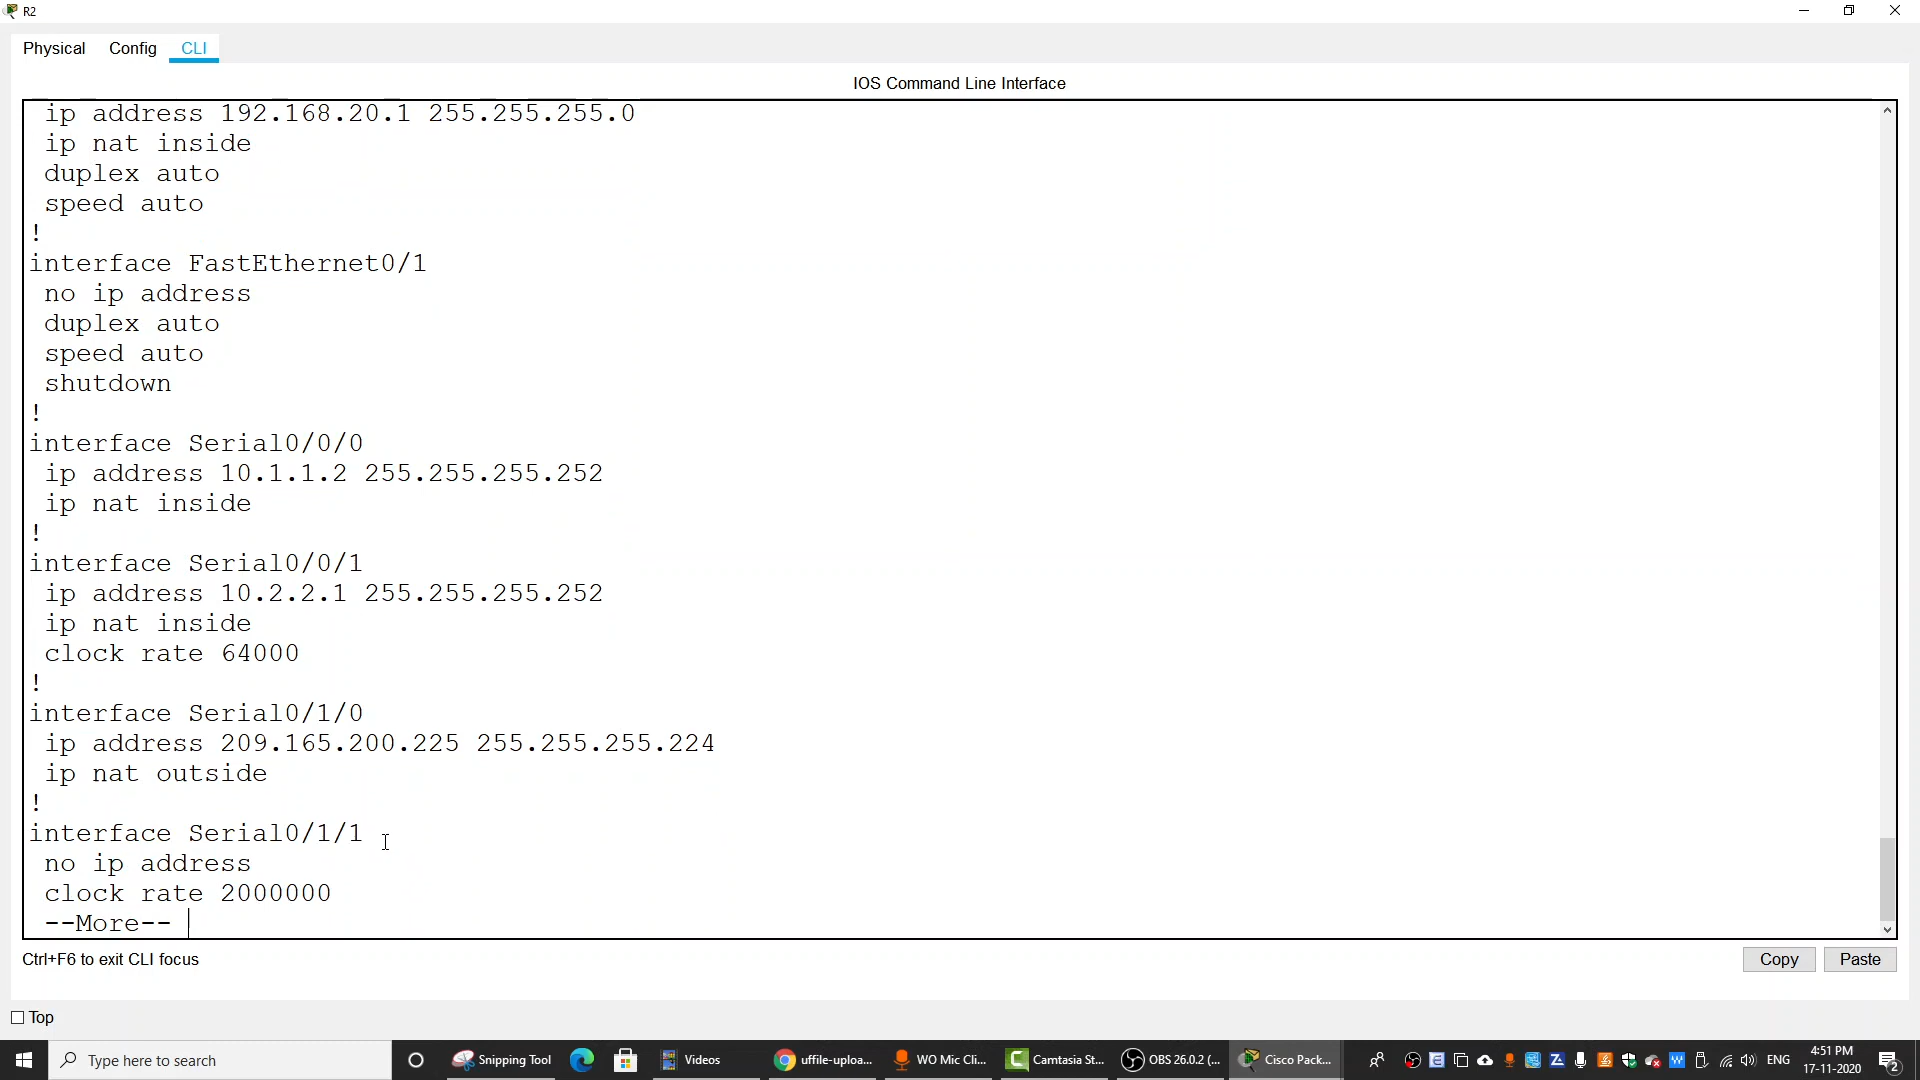 R2
Physical Config CLI
IOS Command Line Interface
ip address 192.168.20.1 255.255.255.0
ip nat inside
duplex auto
speed auto
!
interface FastEthernet0/1
no ip address
duplex auto
speed auto
shutdown
!
interface Serial0/0/0
ip address 10.1.1.2 255.255.255.252
ip nat inside
!
interface Serial0/0/1
ip address 10.2.2.1 255.255.255.252
ip nat inside
clock rate 64000
!
interface Serial0/1/0
ip address 209.165.200.225 255.255.255.224
ip nat outside
!
interface Serial0/1/1
no ip address
clock rate 2000000
--More--
Ctrl+F6 to exit CLI focus
Copy Paste
Top
Type here to search Snipping Tool Videos uffile-uploa... WO Mic Cli... Camtasia St... OBS 26.0.2 (... Cisco Pack... ENG 4:51 PM
17-11-2020 2